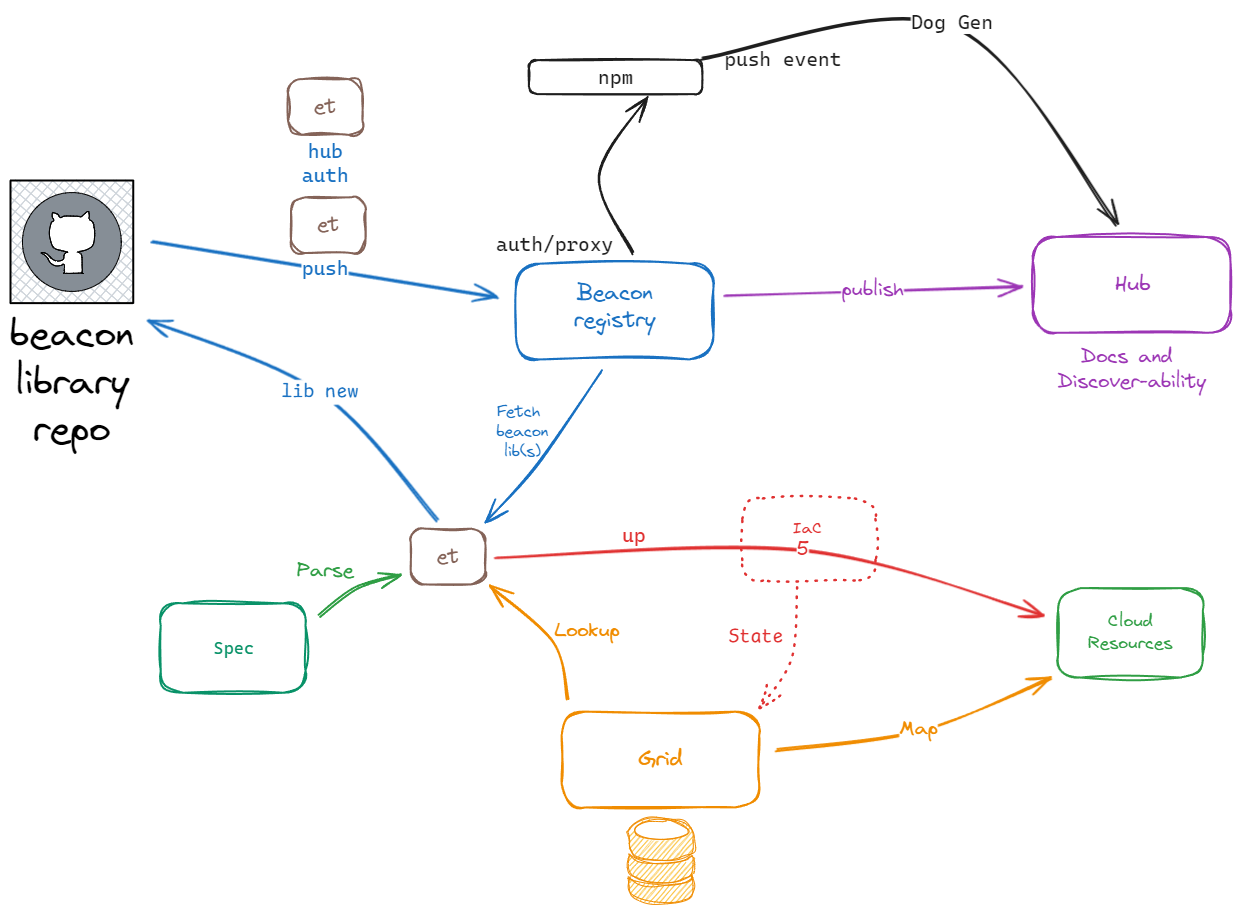 Dog Gen
push event
npm
et
hub
auth
et
push
auth/proxy
Beacon
registry
publish
Hub
Docs and
Discover-ability
beacon
library
repo
lib new
Fetch
beacon
lib(s)
et
up
IaC
5
Parse
Spec
Lookup
State
Cloud
Resources
Grid
Map